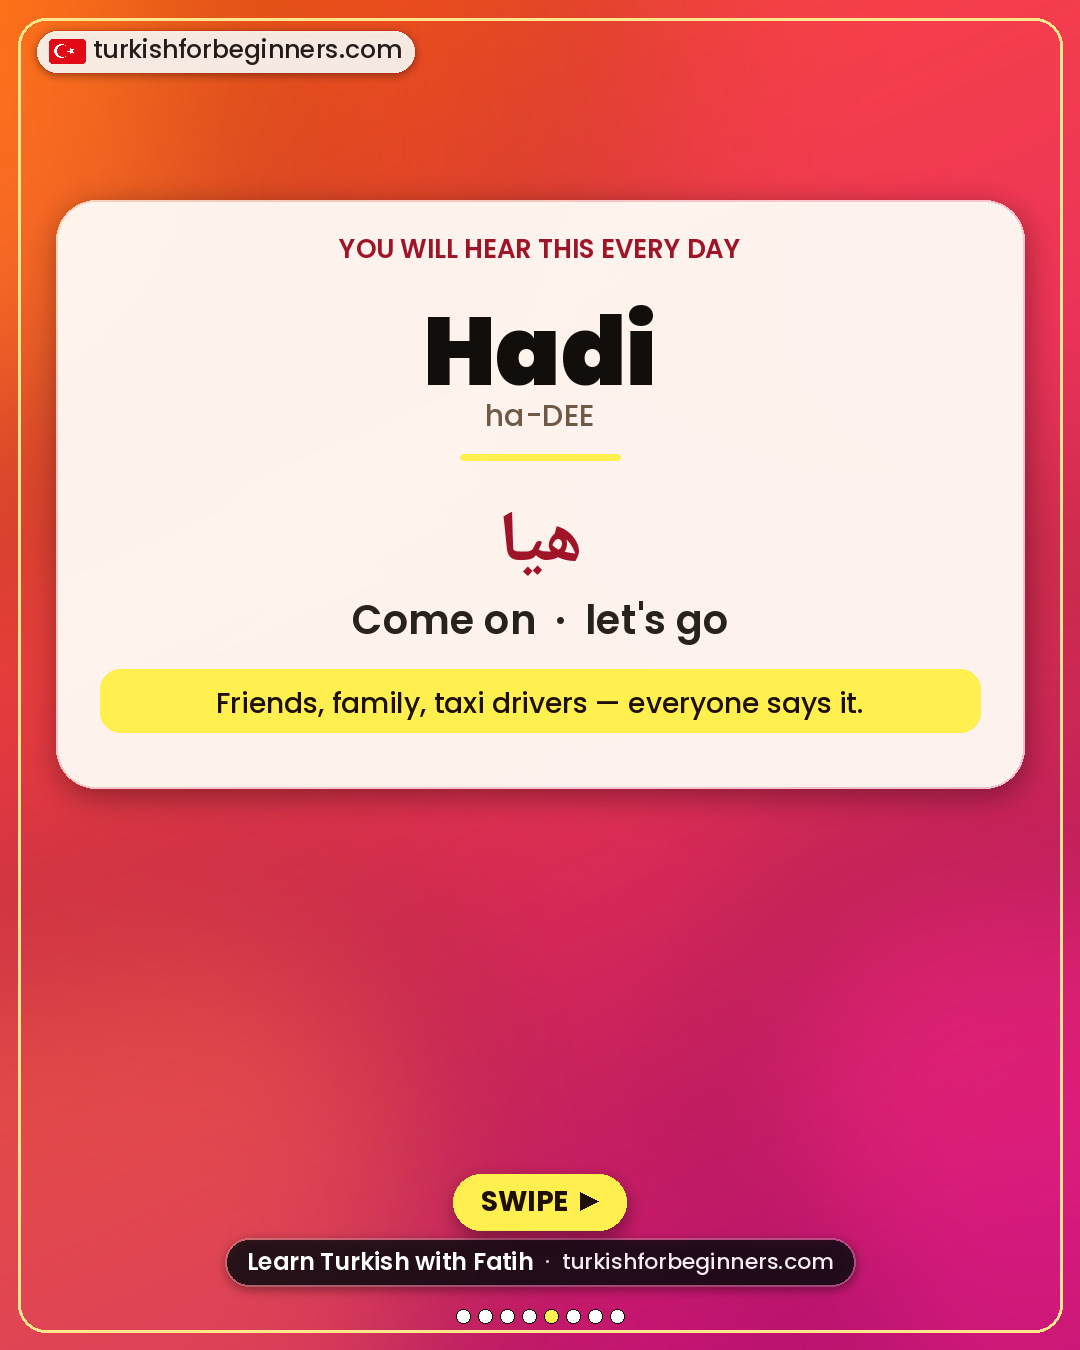 turkishforbeginners.com
YOU WILL HEAR THIS EVERY DAY
Hadi
ha-DEE
هيا
Come on · let's go
Friends, family, taxi drivers — everyone says it.
SWIPE ▶
Learn Turkish with Fatih · turkishforbeginners.com